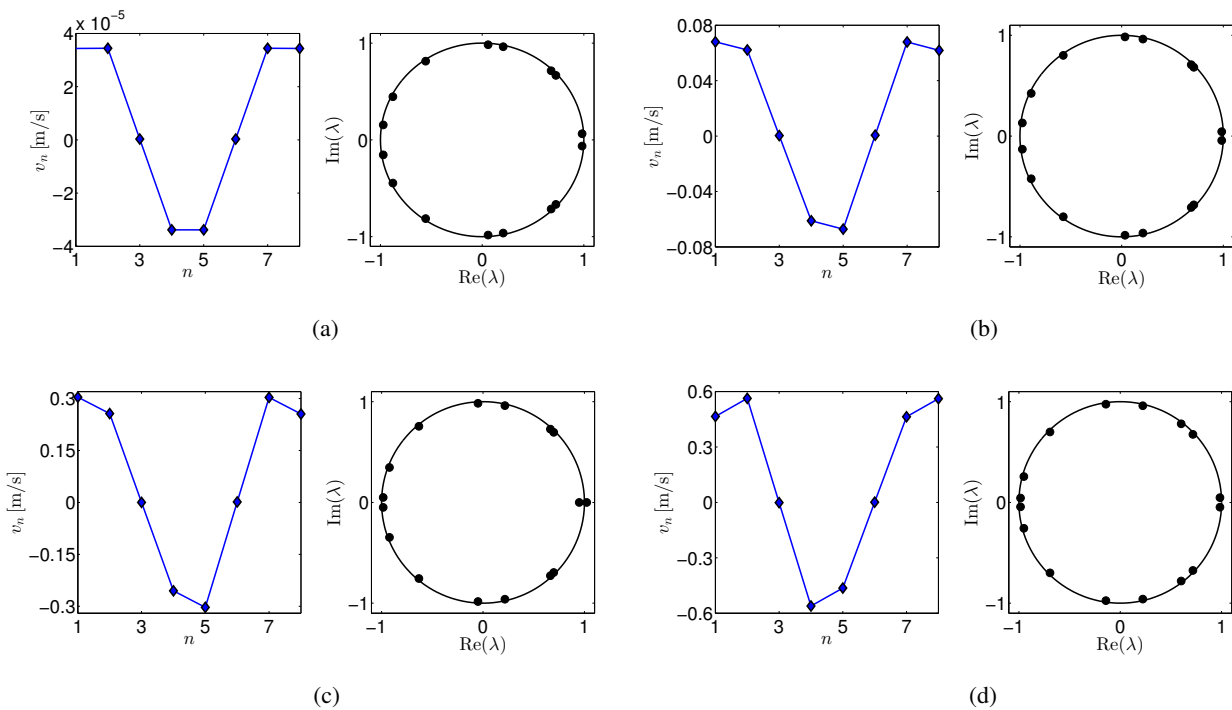 4 x 10⁻⁵
4
2
0
−2
−4
v_n [m/s]
1 3 5 7
n
1
0
−1
Im(λ)
−1 0 1
Re(λ)
(a)
0.08
0.04
0
−0.04
−0.08
v_n [m/s]
1 3 5 7
n
1
0
−1
Im(λ)
−1 0 1
Re(λ)
(b)
0.3
0.15
0
−0.15
−0.3
v_n [m/s]
1 3 5 7
n
1
0
−1
Im(λ)
−1 0 1
Re(λ)
(c)
0.6
0.3
0
−0.3
−0.6
v_n [m/s]
1 3 5 7
n
1
0
−1
Im(λ)
−1 0 1
Re(λ)
(d)